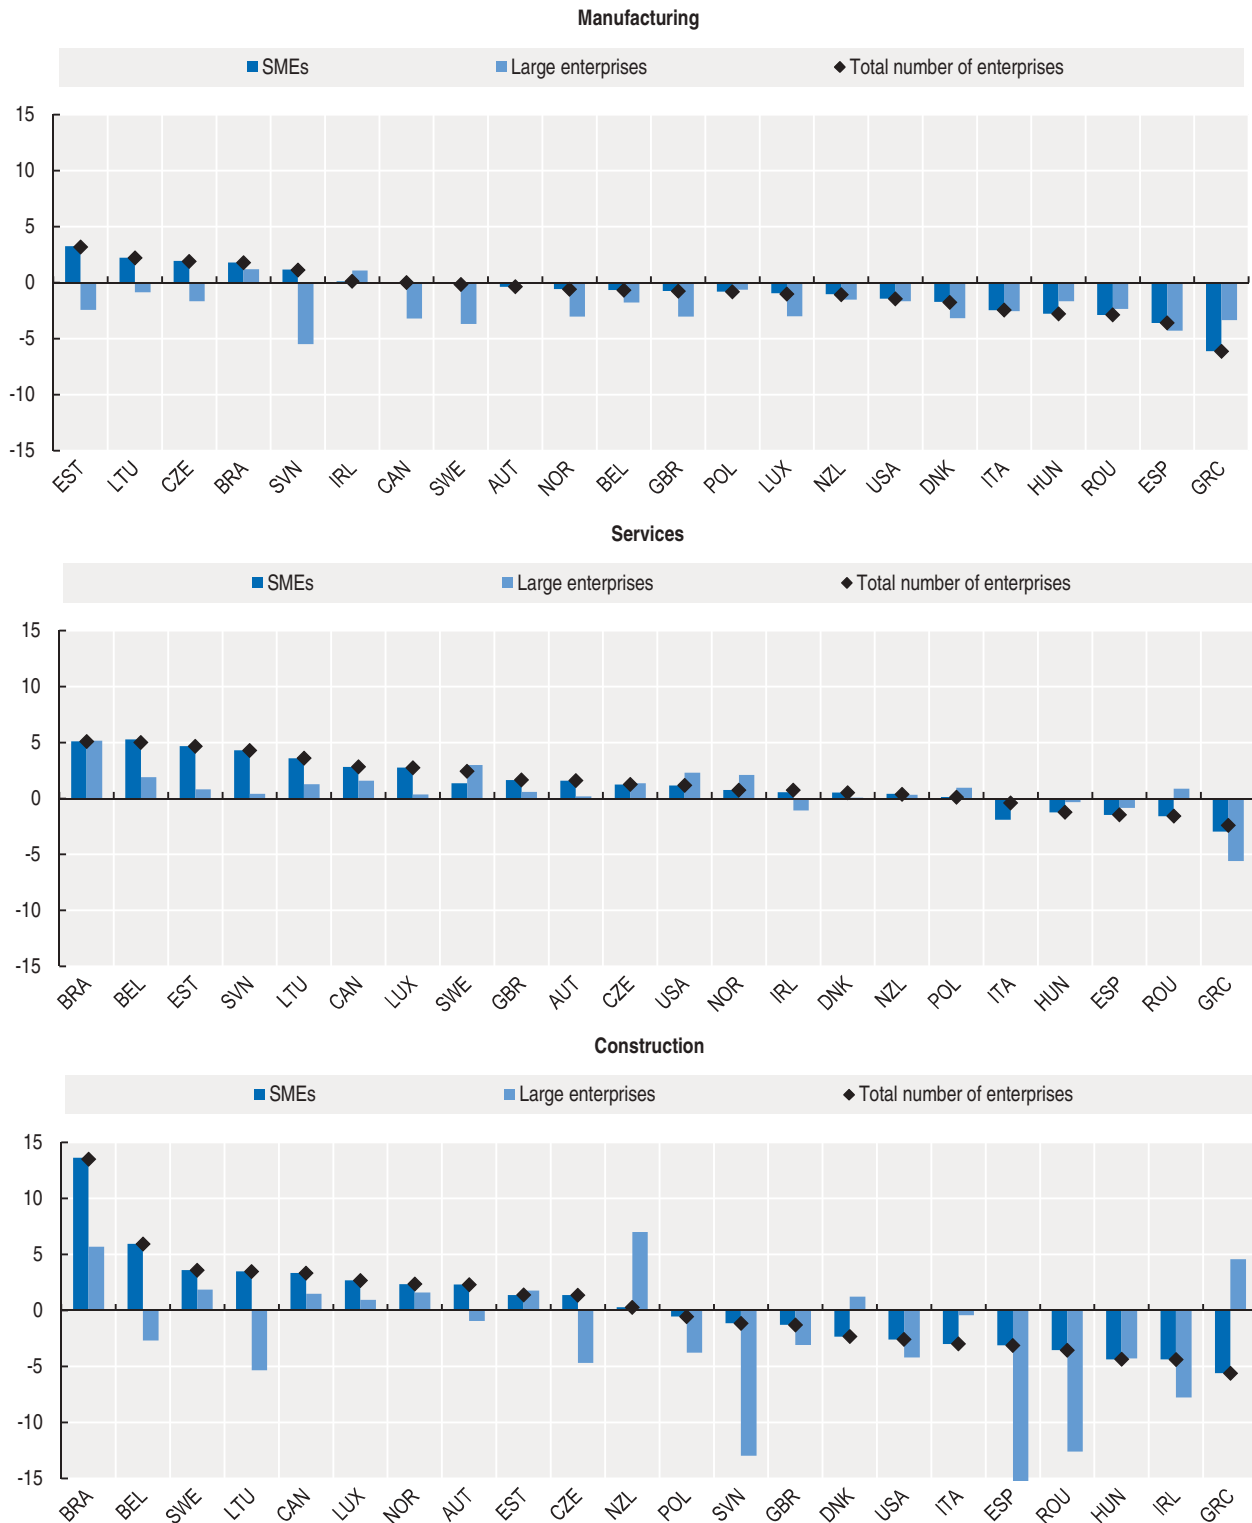 Manufacturing
SMEs Large enterprises Total number of enterprises
15
10
5
0
-5
-10
-15
EST LTU CZE BRA SVN IRL CAN SWE AUT NOR BEL GBR POL LUX NZL USA DNK ITA HUN ROU ESP GRC
Services
SMEs Large enterprises Total number of enterprises
15
10
5
0
-5
-10
-15
BRA BEL EST SVN LTU CAN LUX SWE GBR AUT CZE USA NOR IRL DNK NZL POL ITA HUN ESP ROU GRC
Construction
SMEs Large enterprises Total number of enterprises
15
10
5
0
-5
-10
-15
BRA BEL SWE LTU CAN LUX NOR AUT EST CZE NZL POL SVN GBR DNK USA ITA ESP ROU HUN IRL GRC